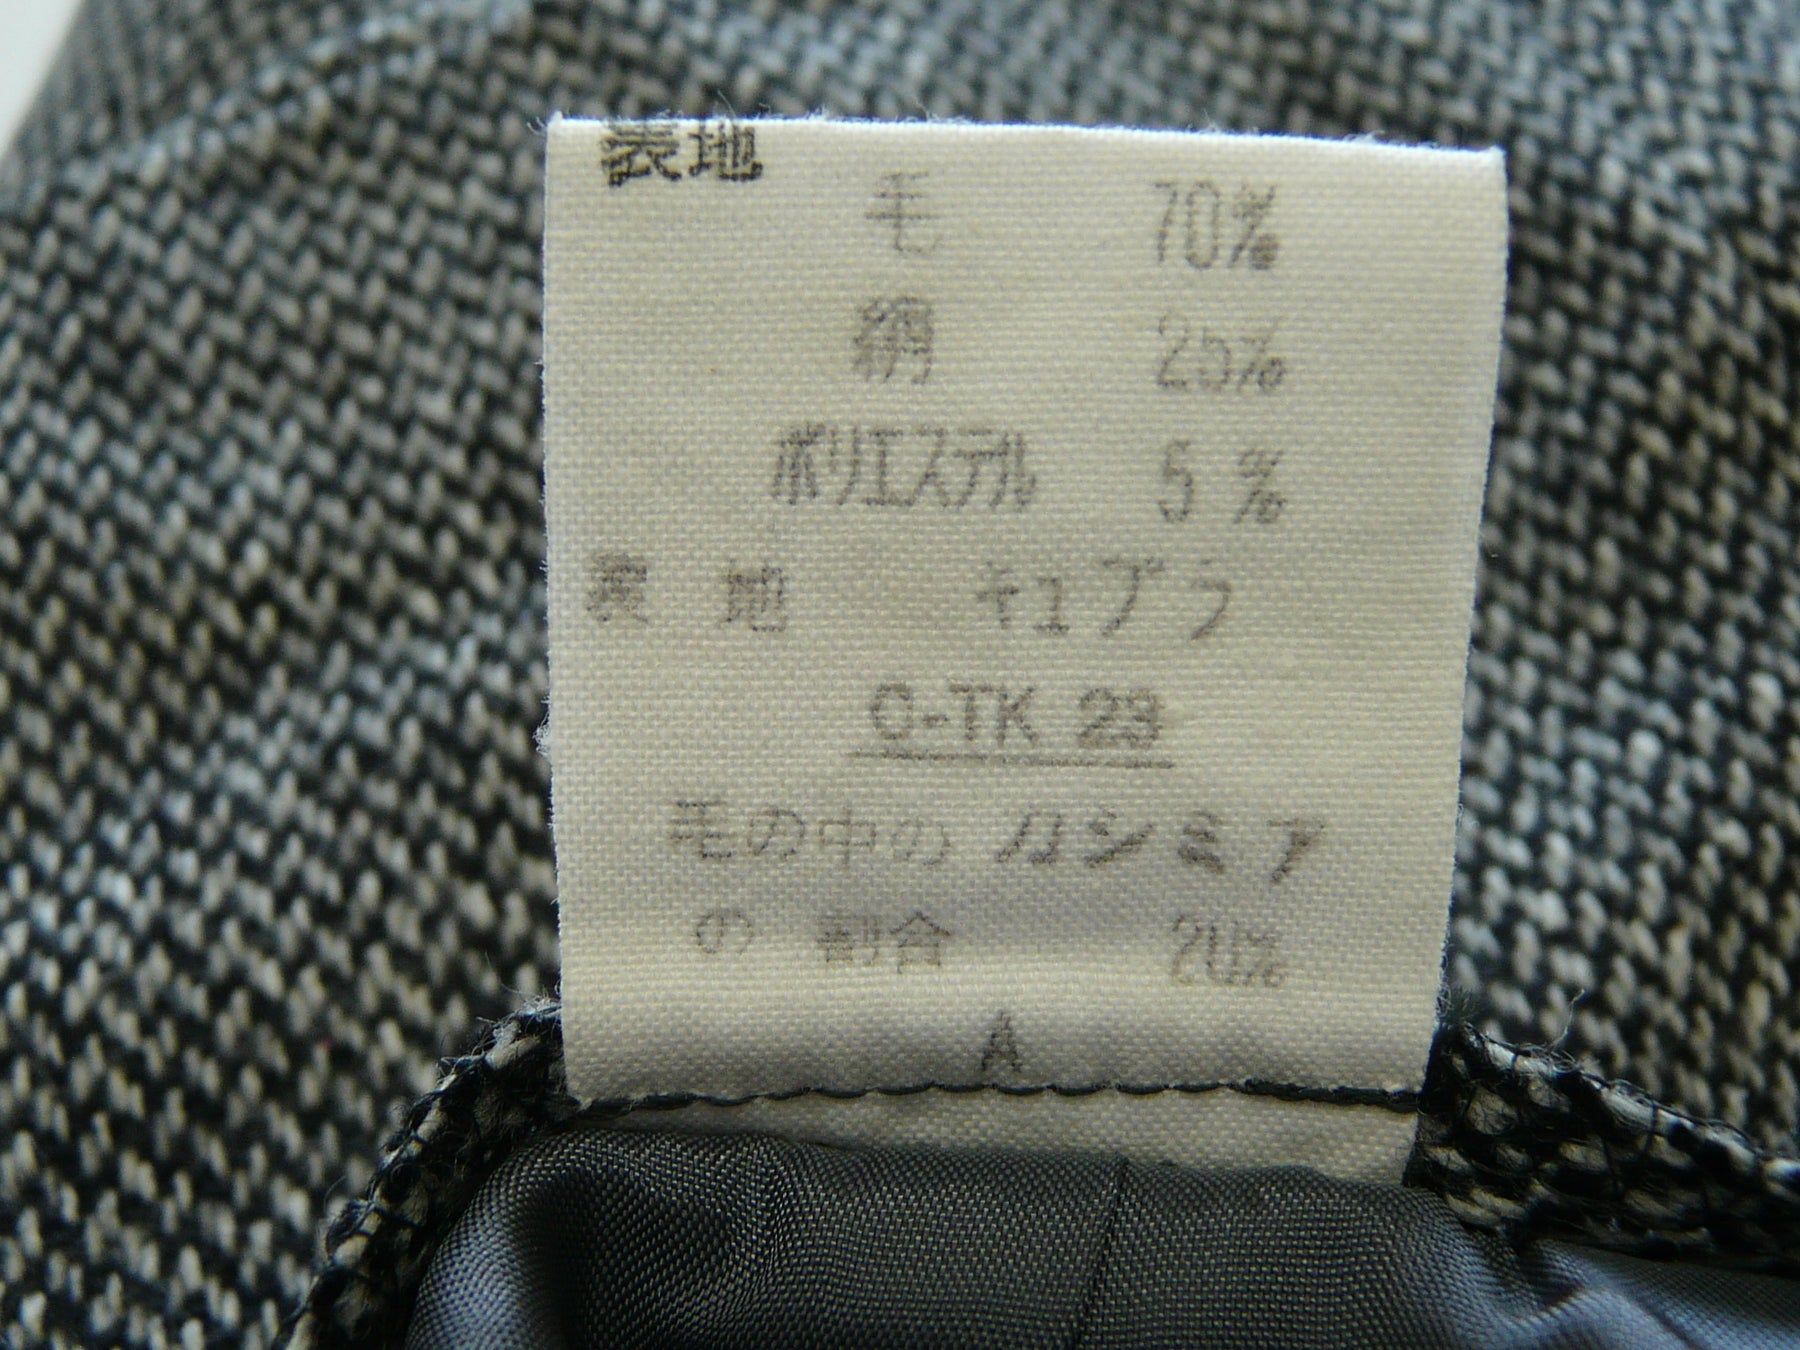 表地
毛 70%
絹 25%
ポリエステル 5%
裏 地 キュプラ
C-TK 23
毛の中の カシミア
の 割合 20%
A